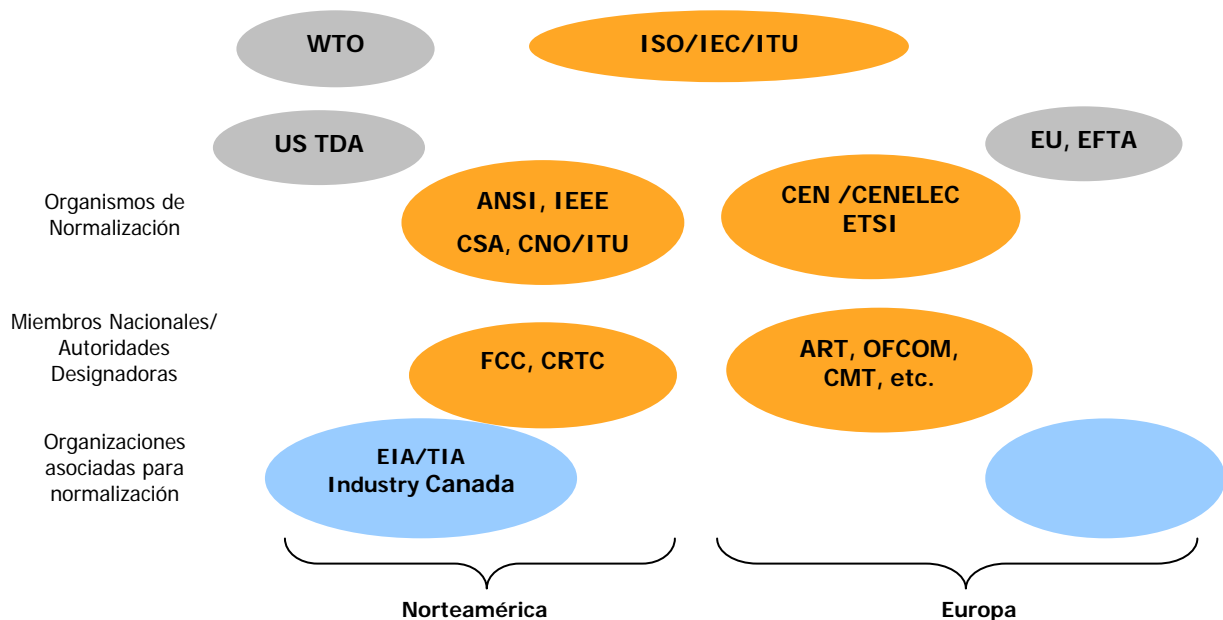 WTO
ISO/IEC/ITU
US TDA
EU, EFTA
Organismos de
Normalización
ANSI, IEEE
CSA, CNO/ITU
CEN /CENELEC
ETSI
Miembros Nacionales/
Autoridades
Designadoras
FCC, CRTC
ART, OFCOM,
CMT, etc.
Organizaciones
asociadas para
normalización
EIA/TIA
Industry Canada
Norteamérica
Europa